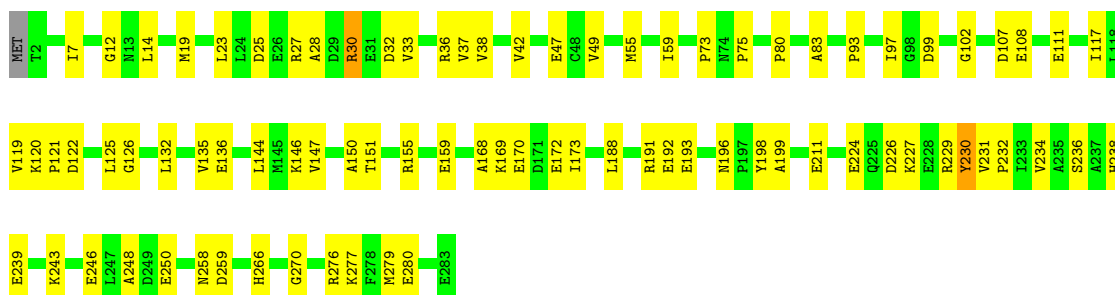 MET T2 I7 G12 N13 L14 M19 L23 L24 D25 E26 R27 A28 D29 R30 E31 D32 V33 R36 V37 V38 V42 E47 C48 V49 M55 I59 P73 N74 P75 P80 A83 P93 I97 G98 D99 G102 D107 E108 E111 I117 L118
V119 K120 P121 D122 L125 G126 L132 V135 E136 L144 M145 K146 V147 A150 T151 R155 E159 A168 K169 E170 D171 E172 I173 L188 R191 E192 E193 N196 P197 Y198 A199 E211 E224 Q225 D226 K227 E228 R229 Y230 V231 P232 I233 V234 A235 S236 A237 H238
E239 K243 E246 L247 A248 D249 E250 N258 D259 H266 G270 R276 K277 F278 M279 E280 E283